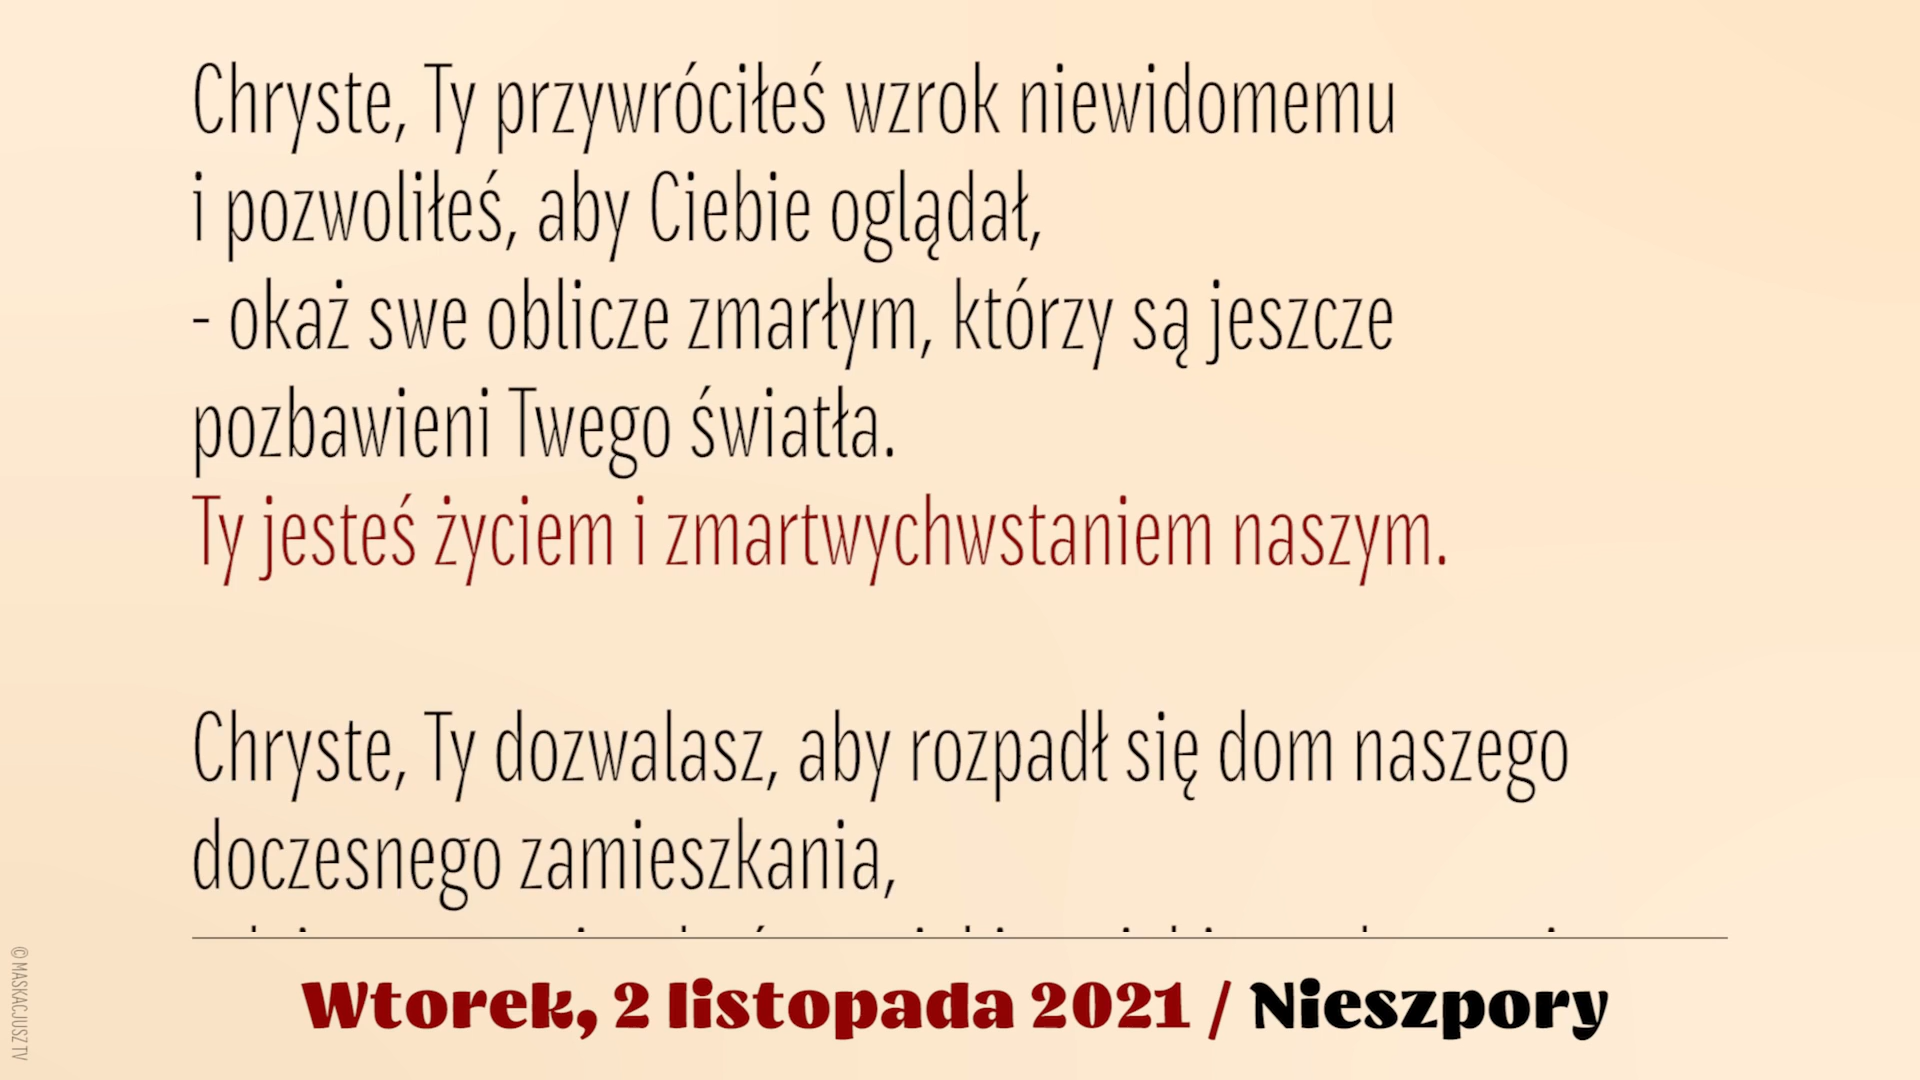 Chryste, Ty przywróciłeś wzrok niewidomemu
i pozwoliłeś, aby Ciebie oglądał,
- okaż swe oblicze zmarłym, którzy są jeszcze
pozbawieni Twego światła.
Ty jesteś życiem i zmartwychwstaniem naszym.
Chryste, Ty dozwalasz, aby rozpadł się dom naszego
doczesnego zamieszkania,
Wtorek, 2 listopada 2021 / Nieszpory
© MASKACJUSZ TV